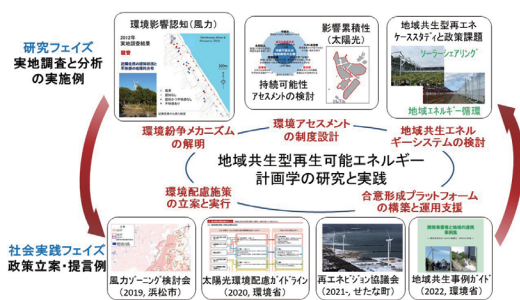 研究フェイズ
実地調査と分析
の実施例
環境影響認知(風力)
2012年
実地調査結果
影響累積性
(太陽光)
持続可能性
アセスメントの検討
地域共生型再エネ
ケーススタディと政策課題
ソーラーシェアリング
地域エネルギー循環
環境紛争メカニズム
の解明
環境アセスメント
の制度設計
地域共生エネル
ギーシステムの検討
地域共生型再生可能エネルギー
計画学の研究と実践
環境配慮施策
の立案と実行
合意形成プラットフォーム
の構築と運用支援
社会実践フェイズ
政策立案・提言例
風力ゾーニング検討会
(2019, 浜松市)
太陽光環境配慮ガイドライン
(2020, 環境省)
再エネビジョン協議会
(2021-, せたな町)
地域共生事例ガイド
(2022, 環境省)